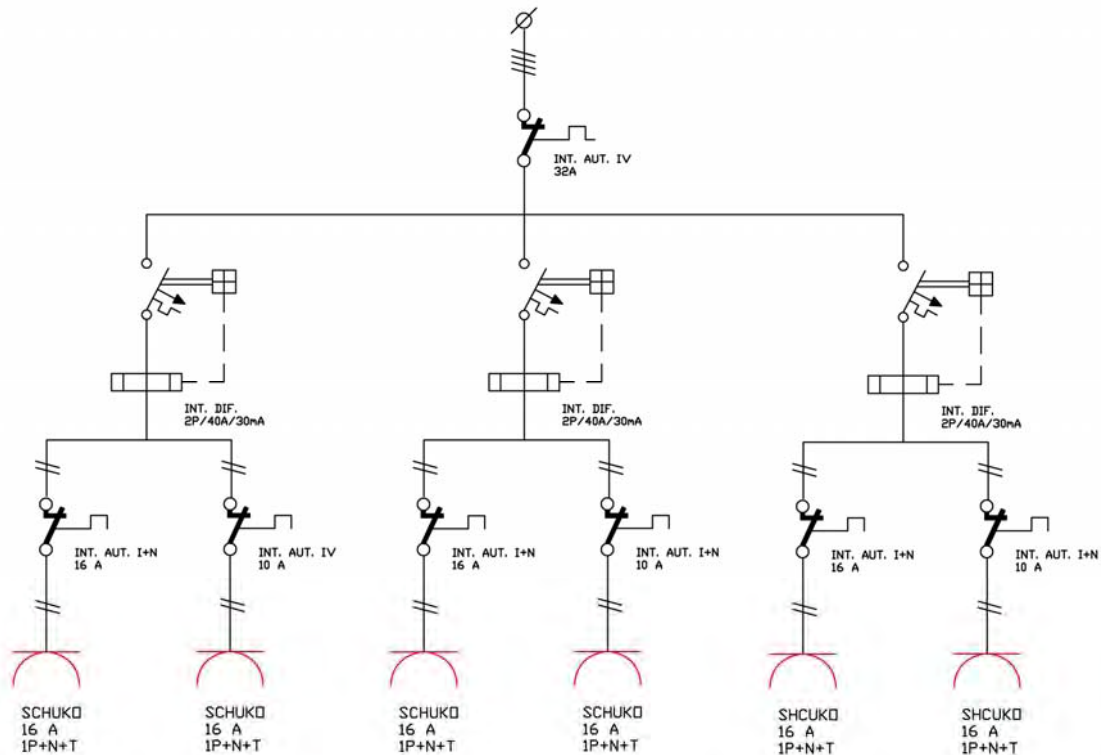 INT. AUT. IV
32A
INT. DIF.
2P/40A/30mA
INT. DIF.
2P/40A/30mA
INT. DIF.
2P/40A/30mA
INT. AUT. I+N
16 A
INT. AUT. IV
10 A
INT. AUT. I+N
16 A
INT. AUT. I+N
10 A
INT. AUT. I+N
16 A
INT. AUT. I+N
10 A
SCHUKO
16 A
1P+N+T
SCHUKO
16 A
1P+N+T
SCHUKO
16 A
1P+N+T
SCHUKO
16 A
1P+N+T
SHCUKO
16 A
1P+N+T
SHCUKO
16 A
1P+N+T